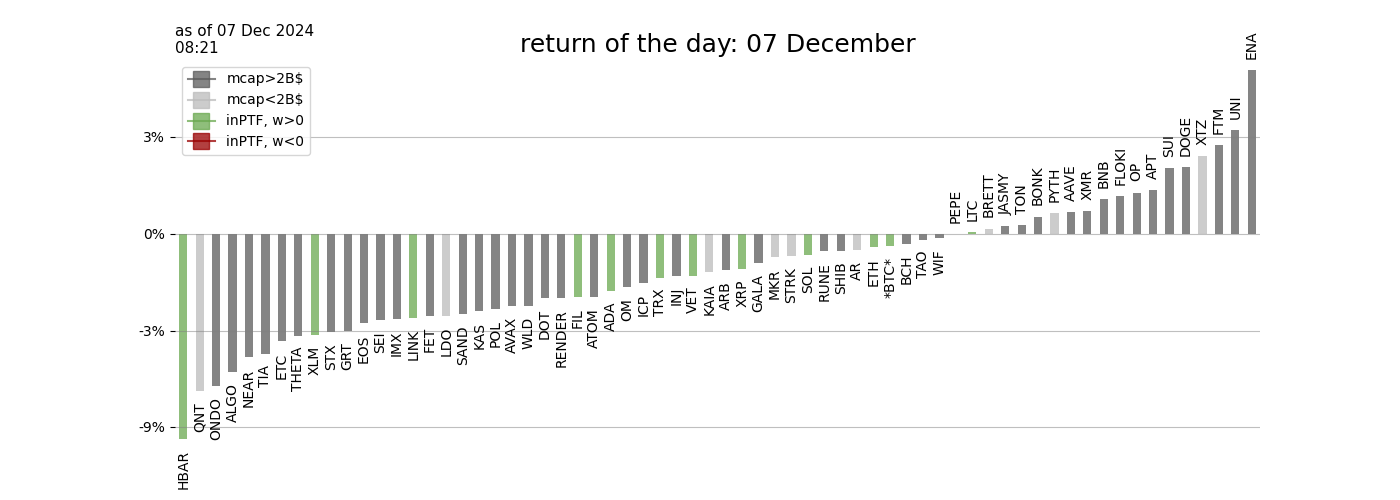 as of 07 Dec 2024
08:21
return of the day: 07 December
mcap>2B$
mcap<2B$
inPTF, w>0
inPTF, w<0
3%
0%
-3%
-9%
HBAR
QNT
ONDO
ALGO
NEAR
TIA
ETC
THETA
XLM
STX
GRT
EOS
SEI
IMX
LINK
FET
LDO
SAND
KAS
POL
AVAX
WLD
DOT
RENDER
FIL
ATOM
ADA
OM
ICP
TRX
INJ
VET
KAIA
ARB
XRP
GALA
MKR
STRK
SOL
RUNE
SHIB
AR
ETH
*BTC*
BCH
TAO
WIF
PEPE
LTC
BRETT
JASMY
TON
BONK
PYTH
AAVE
XMR
BNB
FLOKI
OP
APT
SUI
DOGE
XTZ
FTM
UNI
ENA